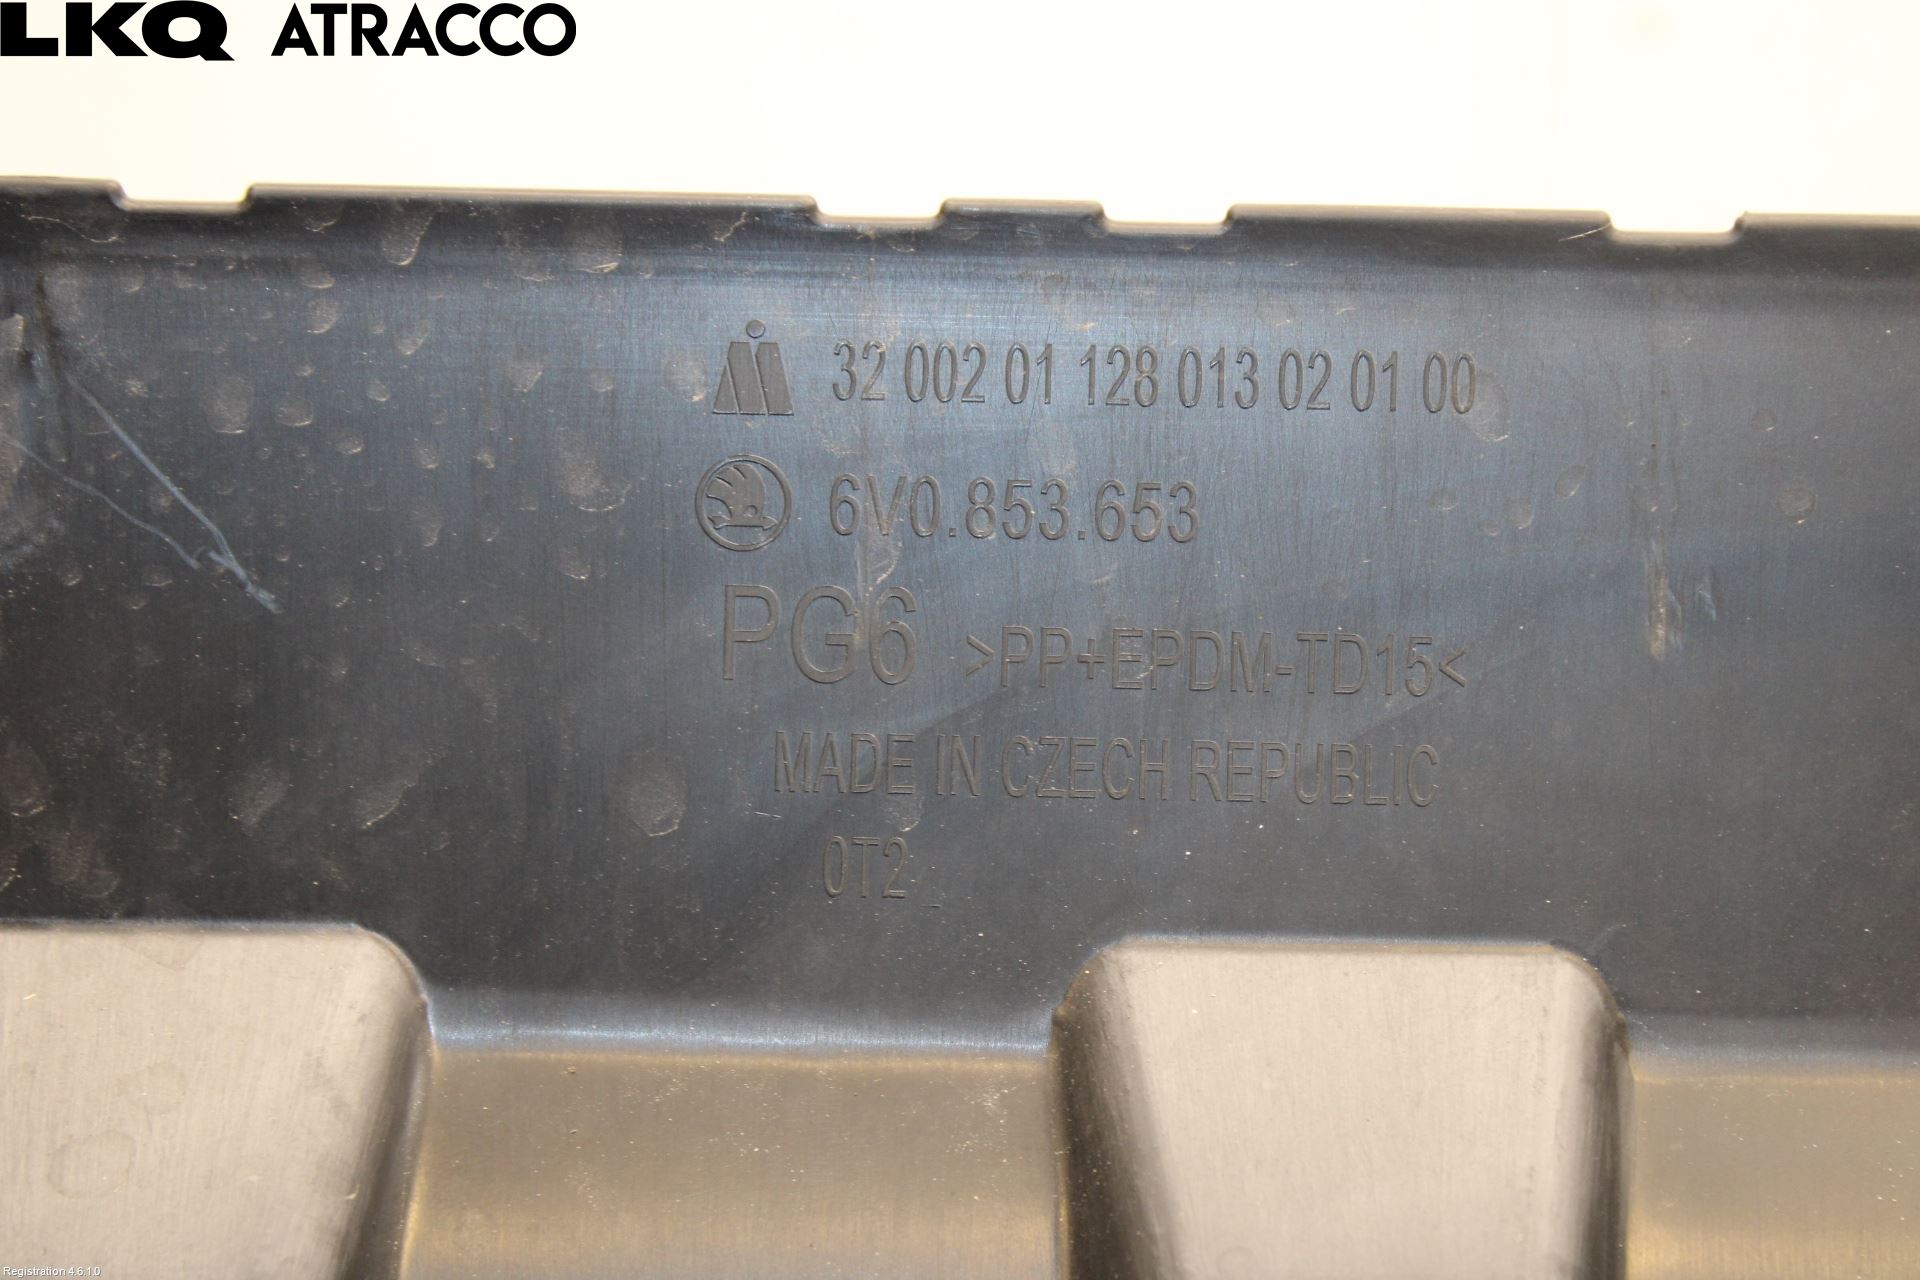 LKQ ATRACCO
32 002 01 128 013 02 01 00
6V0.853.653
PG6 >PP+EPDM-TD15<
MADE IN CZECH REPUBLIC
0T2
Registration 4.6.1.0